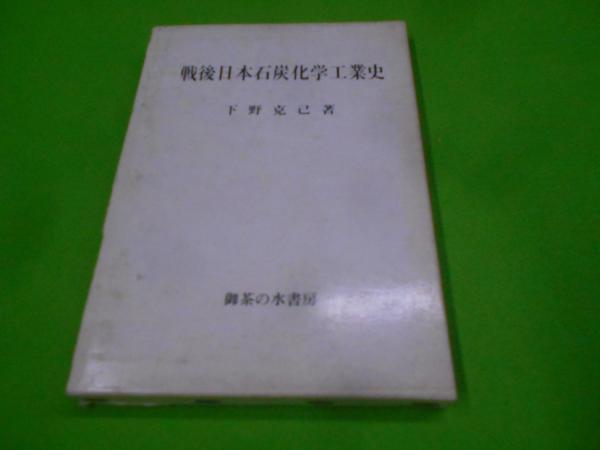 戦後日本石炭化学工業史
下野克己著
御茶の水書房